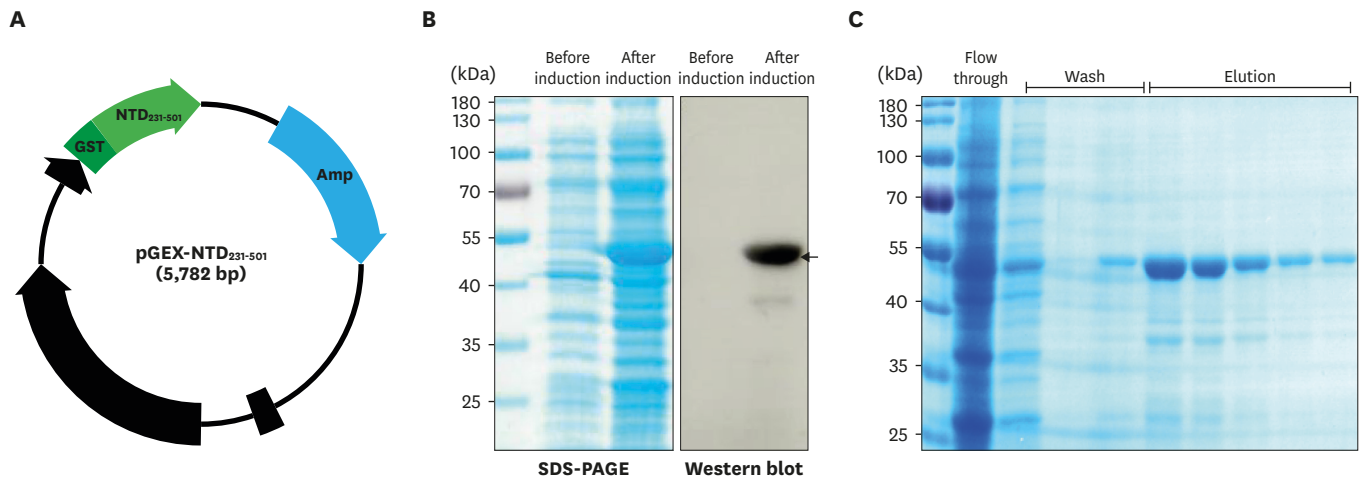 A
GST
NTD231-501
Amp
pGEX-NTD231-501
(5,782 bp)
B
(kDa)
Before
induction
After
induction
Before
induction
After
induction
180
130
100
70
55
40
35
25
SDS-PAGE
Western blot
C
(kDa)
Flow
through
Wash
Elution
180
130
100
70
55
40
35
25